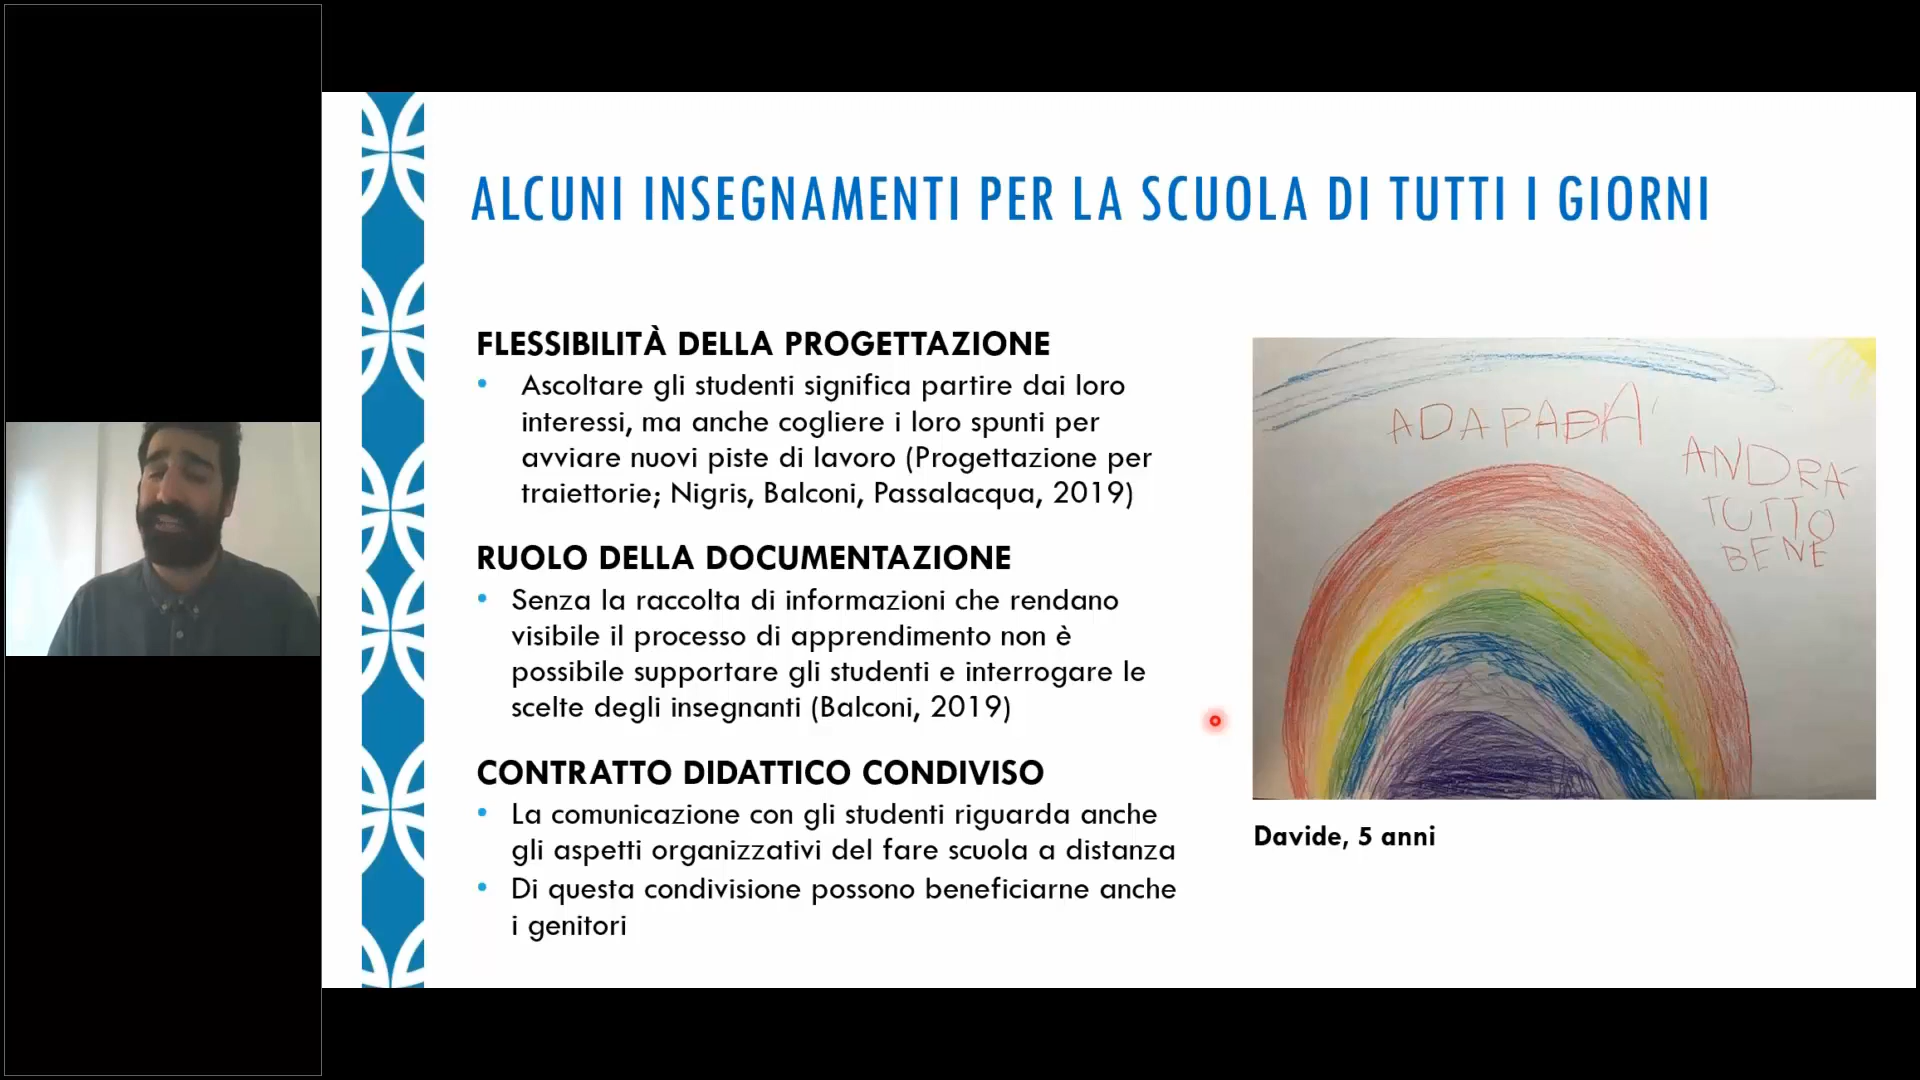 ALCUNI INSEGNAMENTI PER LA SCUOLA DI TUTTI I GIORNI
FLESSIBILITÀ DELLA PROGETTAZIONE
• Ascoltare gli studenti significa partire dai loro
interessi, ma anche cogliere i loro spunti per
avviare nuovi piste di lavoro (Progettazione per
traiettorie; Nigris, Balconi, Passalacqua, 2019)
RUOLO DELLA DOCUMENTAZIONE
• Senza la raccolta di informazioni che rendano
visibile il processo di apprendimento non è
possibile supportare gli studenti e interrogare le
scelte degli insegnanti (Balconi, 2019)
CONTRATTO DIDATTICO CONDIVISO
• La comunicazione con gli studenti riguarda anche
gli aspetti organizzativi del fare scuola a distanza
• Di questa condivisione possono beneficiarne anche
i genitori
ADAPADA'
ANDRÀ
TUTTO
BENE
Davide, 5 anni